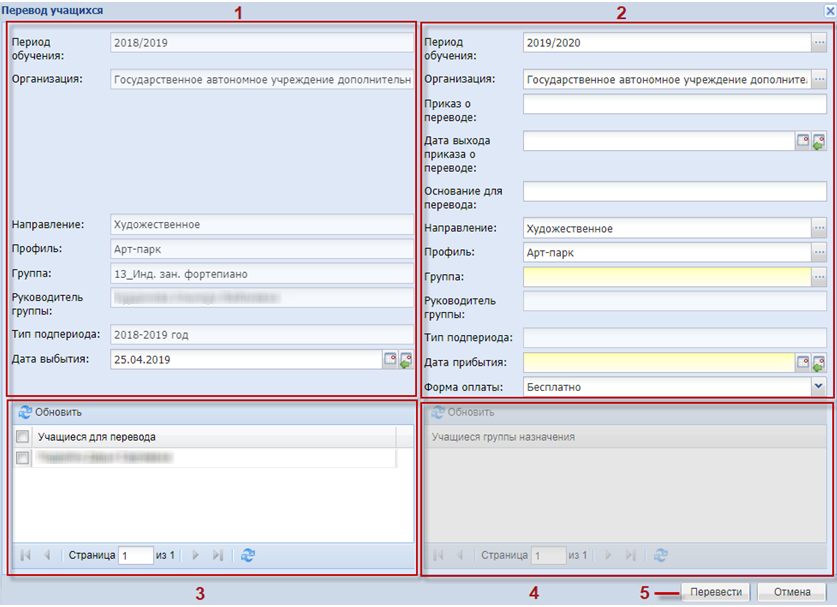 Перевод учащихся
1
2
Период обучения: 2018/2019
Организация: Государственное автономное учреждение дополнительн
Направление: Художественное
Профиль: Арт-парк
Группа: 13_Инд. зан. фортепиано
Руководитель группы:
Тип подпериода: 2018-2019 год
Дата выбытия: 25.04.2019
Период обучения: 2019/2020
Организация: Государственное автономное учреждение дополните.
Приказ о переводе:
Дата выхода приказа о переводе:
Основание для перевода:
Направление: Художественное
Профиль: Арт-парк
Группа:
Руководитель группы:
Тип подпериода:
Дата прибытия:
Форма оплаты: Бесплатно
Обновить
Учащиеся для перевода
Страница 1 из 1
Обновить
Учащиеся группы назначения
Страница 1 из 1
3
4
5
Перевести
Отмена